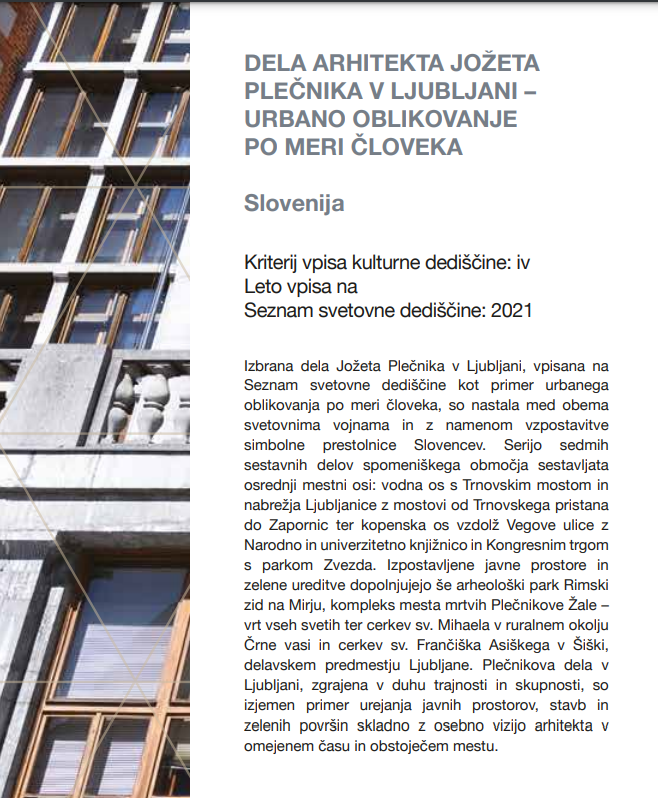 DELA ARHITEKTA JOŽETA
PLEČNIKA V LJUBLJANI –
URBANO OBLIKOVANJE
PO MERI ČLOVEKA
Slovenija
Kriterij vpisa kulturne dediščine: iv
Leto vpisa na
Seznam svetovne dediščine: 2021
Izbrana dela Jožeta Plečnika v Ljubljani, vpisana na
Seznam svetovne dediščine kot primer urbanega
oblikovanja po meri človeka, so nastala med obema
svetovnima vojnama in z namenom vzpostavitve
simbolne prestolnice Slovencev. Serijo sedmih
sestavnih delov spomeniškega območja sestavljata
osrednji mestni osi: vodna os s Trnovskim mostom in
nabrežja Ljubljanice z mostovi od Trnovskega pristana
do Zapornic ter kopenska os vzdolž Vegove ulice z
Narodno in univerzitetno knjižnico in Kongresnim trgom
s parkom Zvezda. Izpostavljene javne prostore in
zelene ureditve dopolnjujejo še arheološki park Rimski
zid na Mirju, kompleks mesta mrtvih Plečnikove Žale –
vrt vseh svetih ter cerkev sv. Mihaela v ruralnem okolju
Črne vasi in cerkev sv. Frančiška Asiškega v Šiški,
delavskem predmestju Ljubljane. Plečnikova dela v
Ljubljani, zgrajena v duhu trajnosti in skupnosti, so
izjemen primer urejanja javnih prostorov, stavb in
zelenih površin skladno z osebno vizijo arhitekta v
omejenem času in obstoječem mestu.